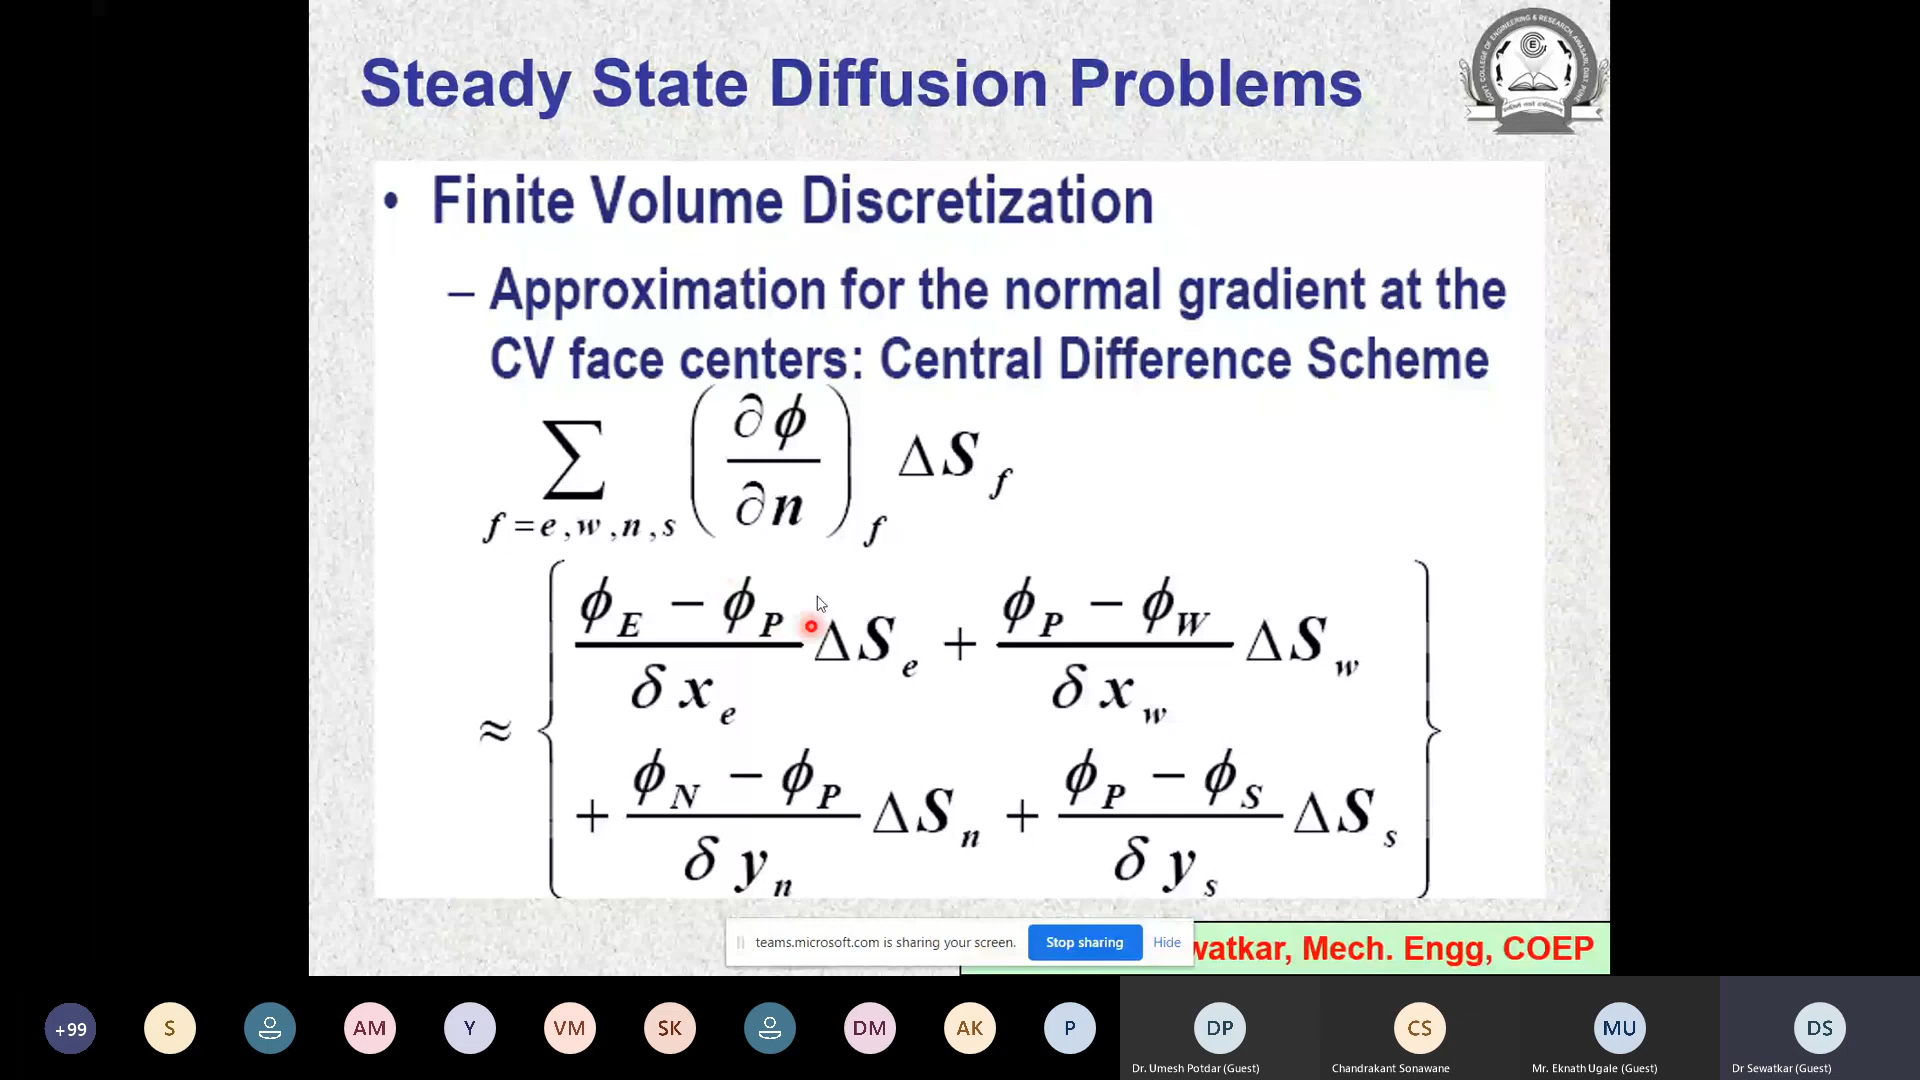 Steady State Diffusion Problems
• Finite Volume Discretization
– Approximation for the normal gradient at the
CV face centers: Central Difference Scheme
∑_{f=e,w,n,s} (∂ϕ/∂n)_f ΔS_f
≈ { (ϕ_E − ϕ_P)/(δx_e) ΔS_e + (ϕ_P − ϕ_W)/(δx_w) ΔS_w
+ (ϕ_N − ϕ_P)/(δy_n) ΔS_n + (ϕ_P − ϕ_S)/(δy_s) ΔS_s }
teams.microsoft.com is sharing your screen. Stop sharing Hide
watkar, Mech. Engg, COEP
+99 S AM Y VM SK DM AK P DP CS MU DS
Dr. Umesh Potdar (Guest) Chandrakant Sonawane Mr. Eknath Ugale (Guest) Dr Sewatkar (Guest)